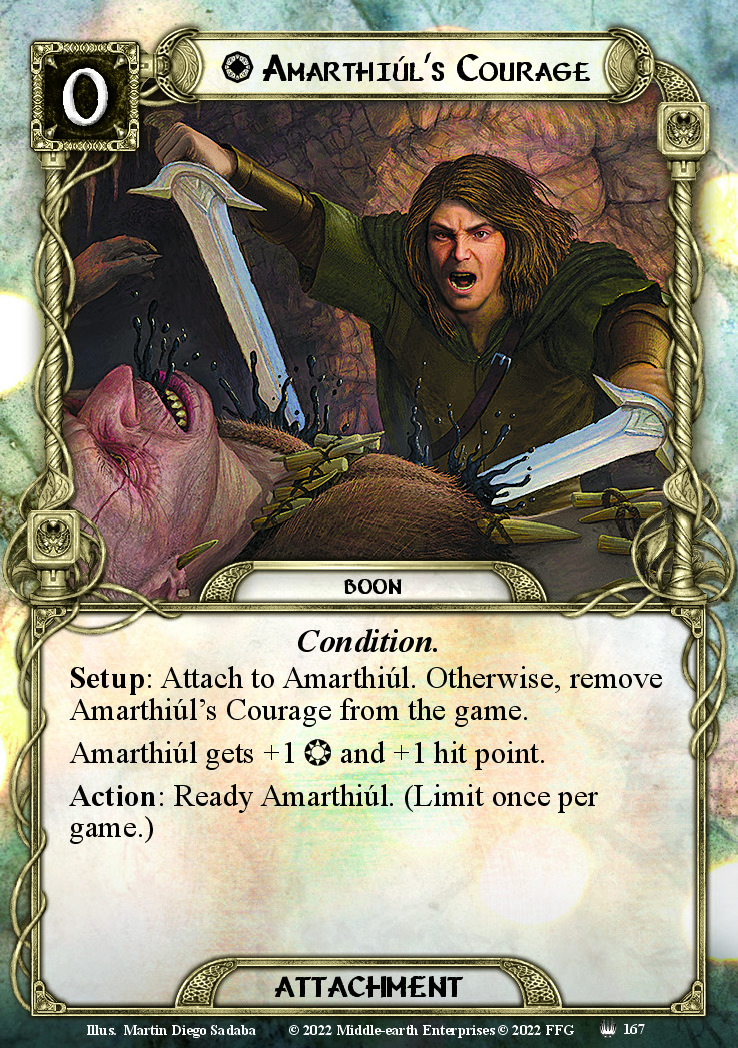 0
Amarthiúl's Courage
Boon
Condition.
Setup: Attach to Amarthiúl. Otherwise, remove
Amarthiúl's Courage from the game.
Amarthiúl gets +1 and +1 hit point.
Action: Ready Amarthiúl. (Limit once per
game.)
Attachment
Illus. Martin Diego Sadaba © 2022 Middle-earth Enterprises © 2022 FFG 167